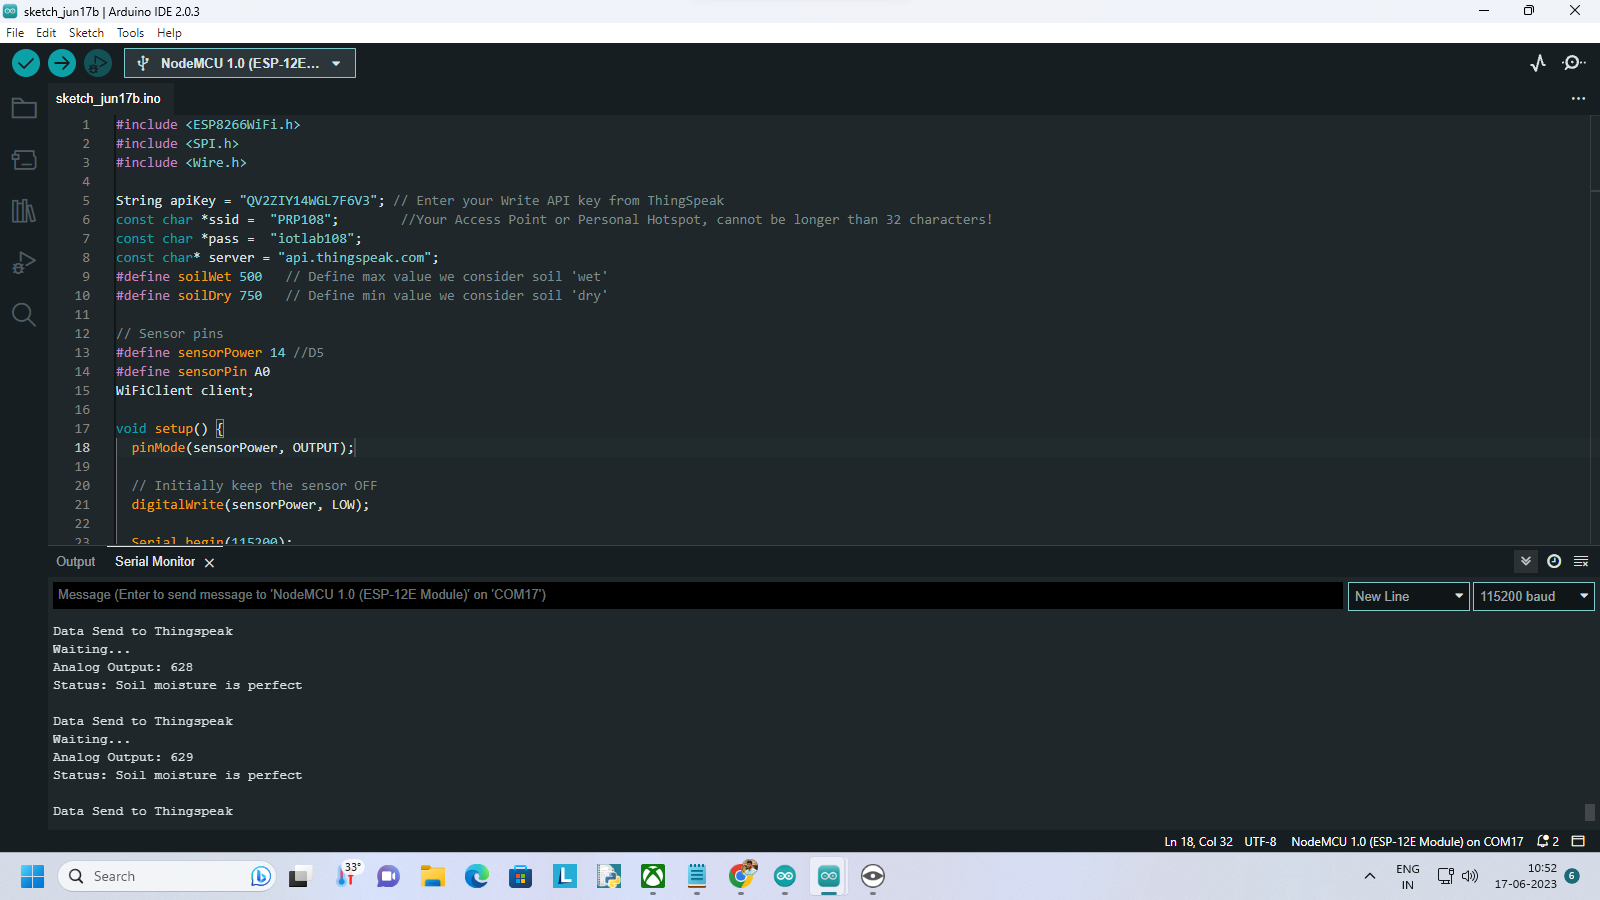 sketch_jun17b | Arduino IDE 2.0.3
File Edit Sketch Tools Help
NodeMCU 1.0 (ESP-12E...
sketch_jun17b.ino
1 #include <ESP8266WiFi.h>
2 #include <SPI.h>
3 #include <Wire.h>
4
5 String apiKey = "QV2ZIY14WGL7F6V3"; // Enter your Write API key from ThingSpeak
6 const char *ssid = "PRP108"; //Your Access Point or Personal Hotspot, cannot be longer than 32 characters!
7 const char *pass = "iotlab108";
8 const char* server = "api.thingspeak.com";
9 #define soilWet 500 // Define max value we consider soil 'wet'
10 #define soilDry 750 // Define min value we consider soil 'dry'
11
12 // Sensor pins
13 #define sensorPower 14 //D5
14 #define sensorPin A0
15 WiFiClient client;
16
17 void setup() {
18 pinMode(sensorPower, OUTPUT);
19
20 // Initially keep the sensor OFF
21 digitalWrite(sensorPower, LOW);
22
23 Serial.begin(115200);
Output Serial Monitor
Message (Enter to send message to 'NodeMCU 1.0 (ESP-12E Module)' on 'COM17')
New Line 115200 baud
Data Send to Thingspeak
Waiting...
Analog Output: 628
Status: Soil moisture is perfect
Data Send to Thingspeak
Waiting...
Analog Output: 629
Status: Soil moisture is perfect
Data Send to Thingspeak
Ln 18, Col 32 UTF-8 NodeMCU 1.0 (ESP-12E Module) on COM17 2
Search 33° L ENG 10:52 6
IN 17-06-2023